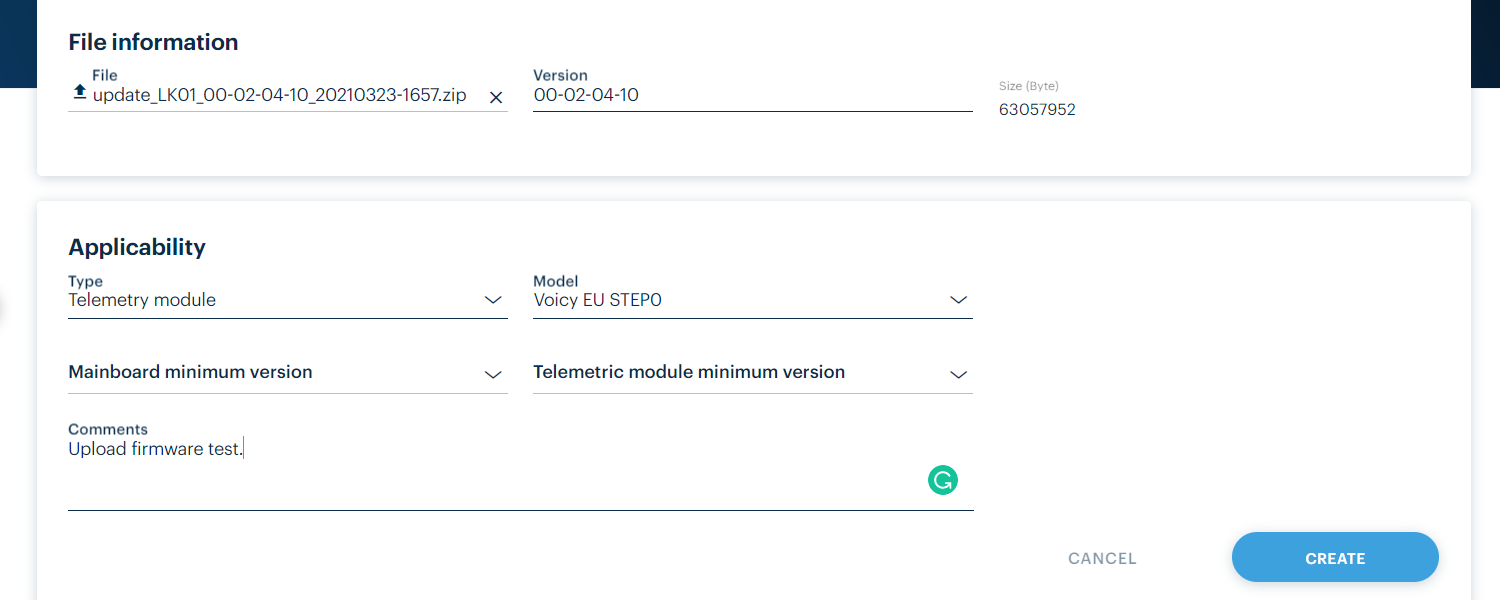 File information
File
update_LK01_00-02-04-10_20210323-1657.zip
Version
00-02-04-10
Size (Byte)
63057952
Applicability
Type
Telemetry module
Model
Voicy EU STEP0
Mainboard minimum version
Telemetric module minimum version
Comments
Upload firmware test.
CANCEL
CREATE